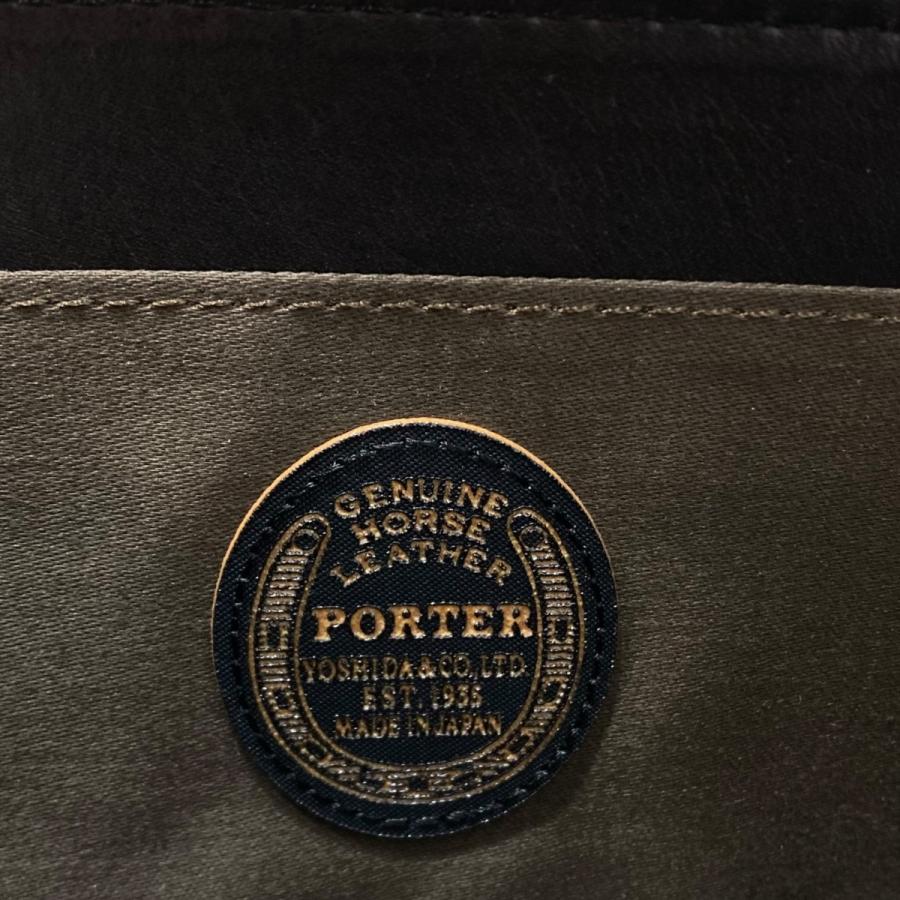 GENUINE
HORSE
LEATHER
PORTER
YOSHIDA & CO., LTD.
EST. 1935
MADE IN JAPAN